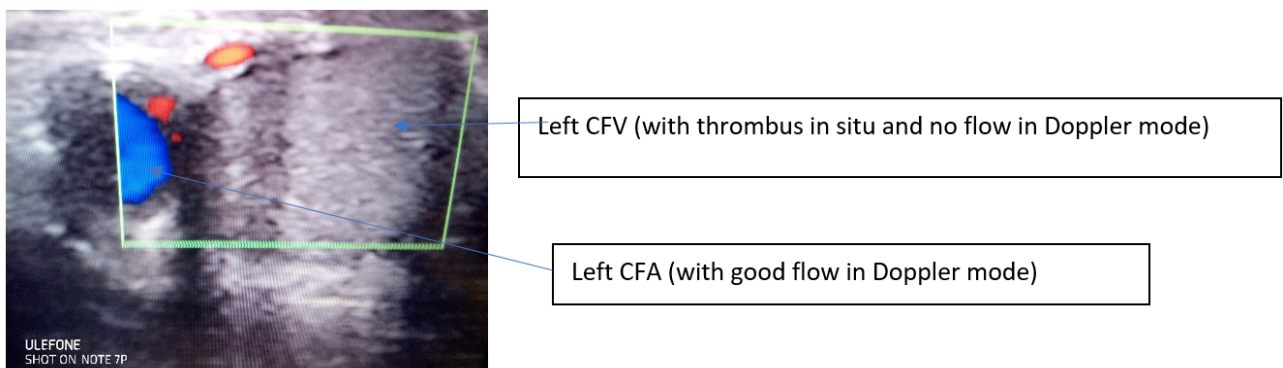 Left CFV (with thrombus in situ and no flow in Doppler mode)
Left CFA (with good flow in Doppler mode)
ULEFONE
SHOT ON NOTE 7P